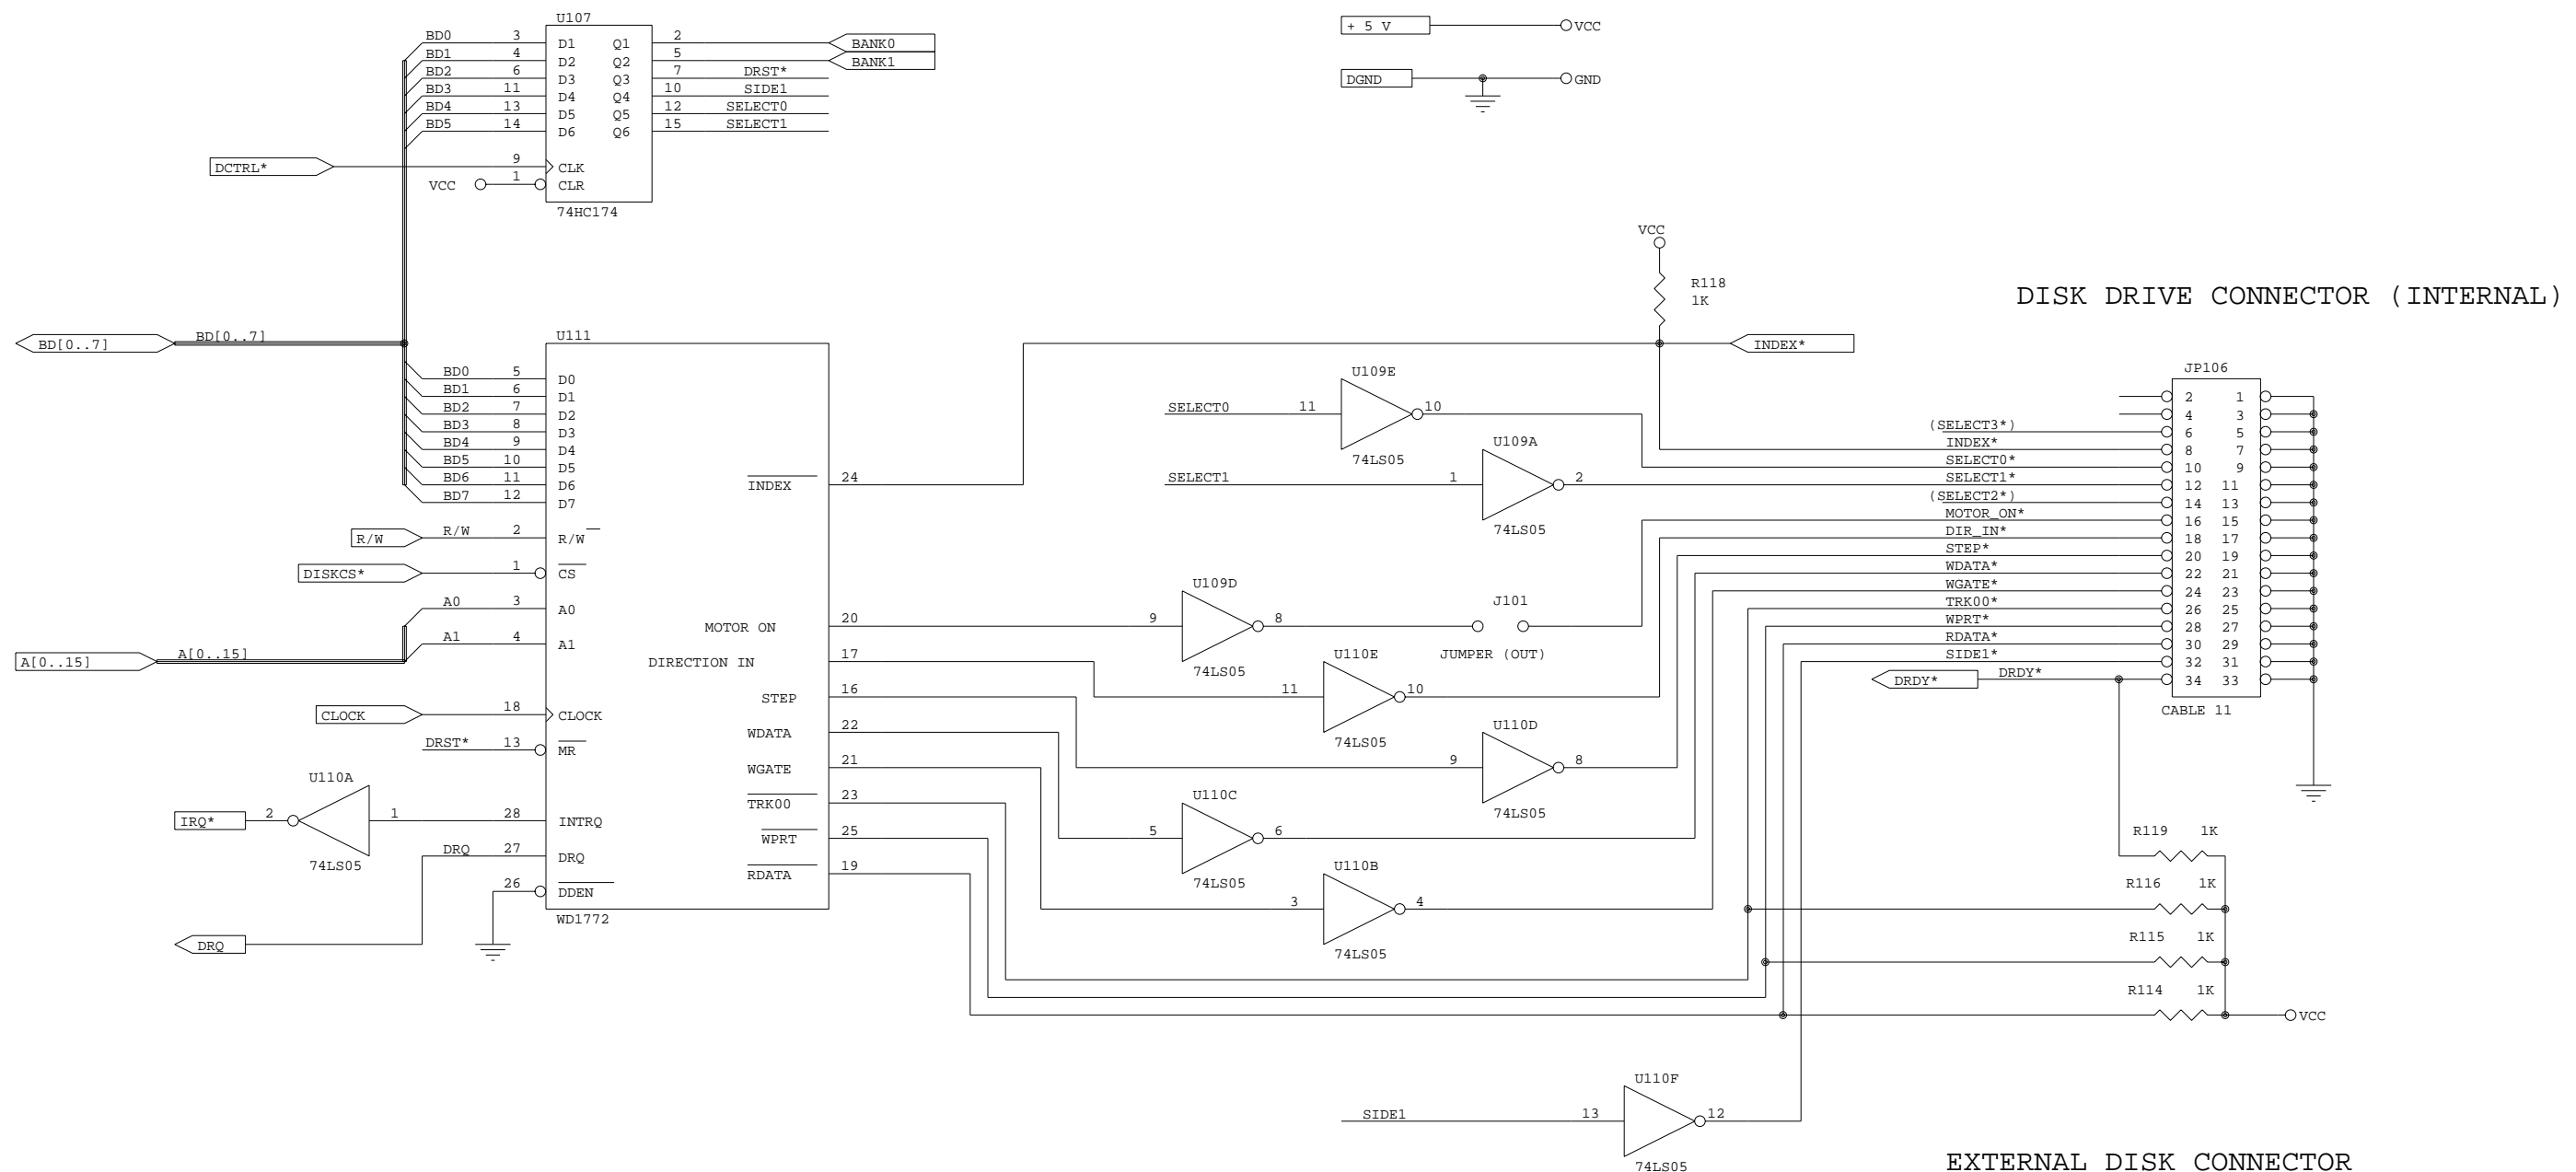 U107
BD0 3 D1 Q1 2 BANK0
BD1 4 D2 Q2 5 BANK1
BD2 6 D3 Q3 7 DRST*
BD3 11 D4 Q4 10 SIDE1
BD4 13 D5 Q5 12 SELECT0
BD5 14 D6 Q6 15 SELECT1
DCTRL* 9 CLK
VCC 1 CLR
74HC174
+ 5 V VCC
DGND GND
VCC
R118
1K
DISK DRIVE CONNECTOR (INTERNAL)
BD[0..7] BD[0..7]
U111
BD0 5 D0
BD1 6 D1
BD2 7 D2
BD3 8 D3
BD4 9 D4
BD5 10 D5
BD6 11 D6
BD7 12 D7
R/W R/W 2 R/W
DISKCS* 1 CS
A0 3 A0
A1 4 A1
A[0..15] A[0..15]
CLOCK 18 CLOCK
DRST* 13 MR
U110A
IRQ* 2 1 28 INTRQ
74LS05
DRQ 27 DRQ
26 DDEN
DRQ
WD1772
INDEX 24
MOTOR ON 20
DIRECTION IN 17
STEP 16
WDATA 22
WGATE 21
TRK00 23
WPRT 25
RDATA 19
INDEX*
U109E
SELECT0 11 10
74LS05
U109A
SELECT1 1 2
74LS05
U109D
9 8
74LS05
J101
JUMPER (OUT)
U110E
11 10
74LS05
U110D
9 8
74LS05
U110C
5 6
74LS05
U110B
3 4
74LS05
JP106
2 1
4 3
(SELECT3*) 6 5
INDEX* 8 7
SELECT0* 10 9
SELECT1* 12 11
(SELECT2*) 14 13
MOTOR_ON* 16 15
DIR_IN* 18 17
STEP* 20 19
WDATA* 22 21
WGATE* 24 23
TRK00* 26 25
WPRT* 28 27
RDATA* 30 29
SIDE1* 32 31
DRDY* DRDY* 34 33
CABLE 11
R119 1K
R116 1K
R115 1K
R114 1K
VCC
U110F
SIDE1 13 12
74LS05
EXTERNAL DISK CONNECTOR